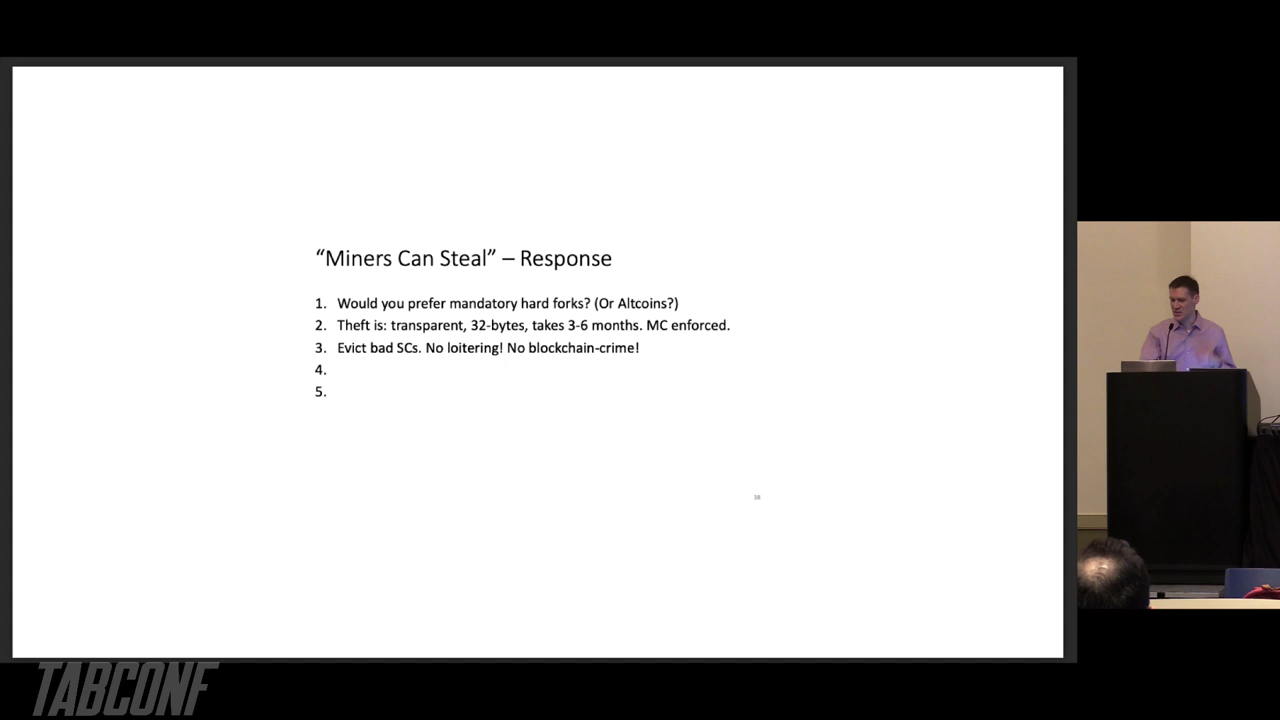 “Miners Can Steal” – Response
1. Would you prefer mandatory hard forks? (Or Altcoins?)
2. Theft is: transparent, 32-bytes, takes 3-6 months. MC enforced.
3. Evict bad SCs. No loitering! No blockchain-crime!
4.
5.
38
TABCONF